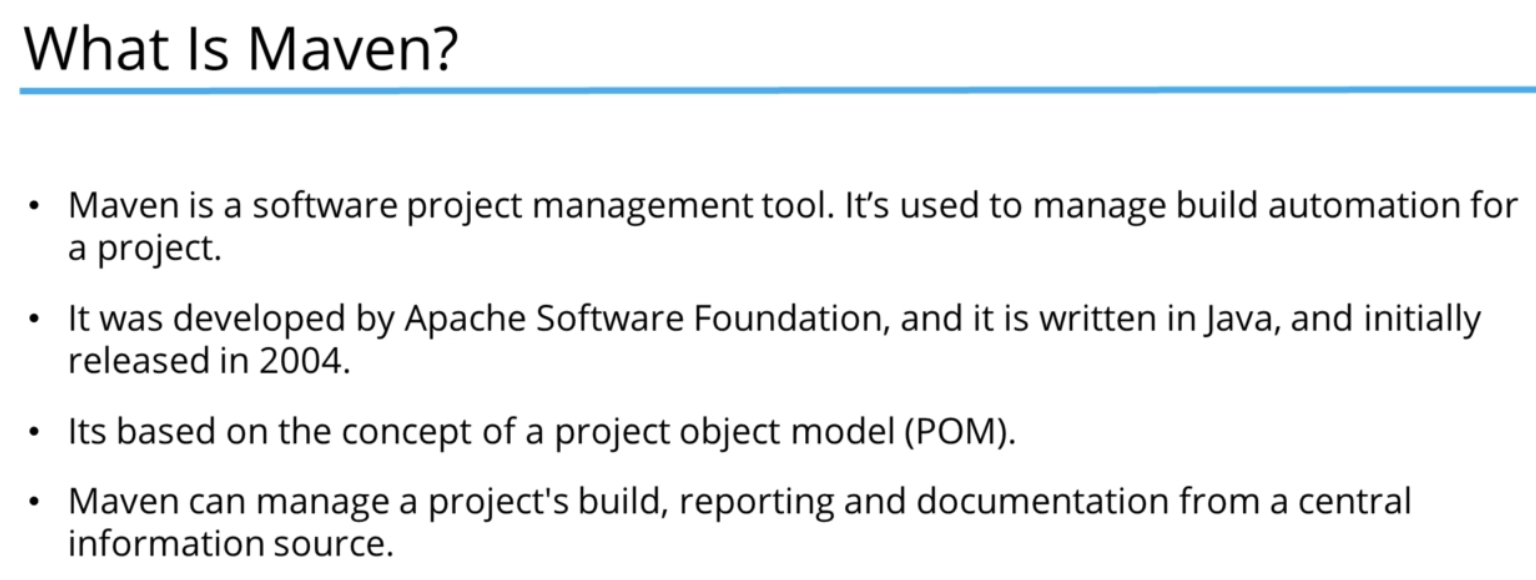 What Is Maven?
• Maven is a software project management tool. It’s used to manage build automation for
a project.
• It was developed by Apache Software Foundation, and it is written in Java, and initially
released in 2004.
• Its based on the concept of a project object model (POM).
• Maven can manage a project's build, reporting and documentation from a central
information source.